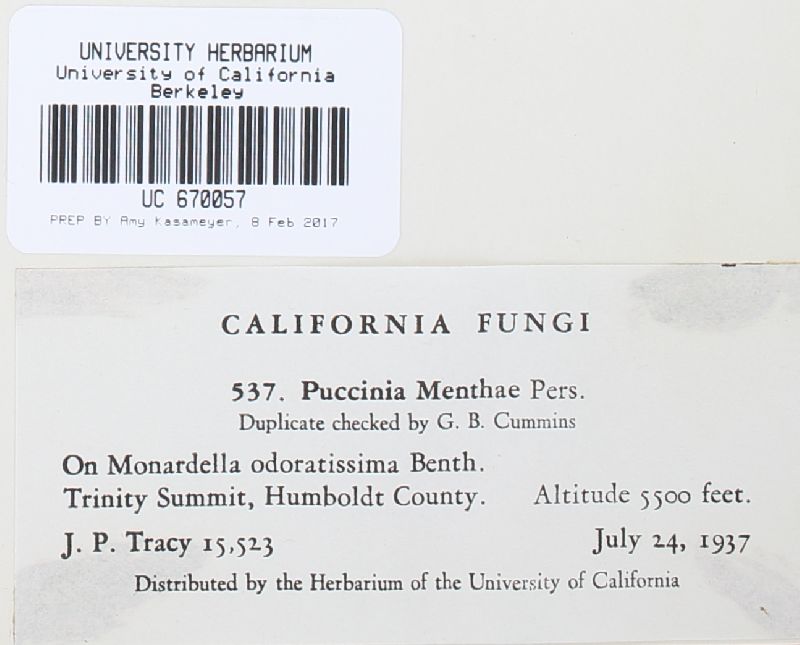 UNIVERSITY HERBARIUM
University of California
Berkeley
UC 670057
PREP BY Amy Kasameyer, 8 Feb 2017
CALIFORNIA FUNGI
537. Puccinia Menthae Pers.
Duplicate checked by G. B. Cummins
On Monardella odoratissima Benth.
Trinity Summit, Humboldt County. Altitude 5500 feet.
J. P. Tracy 15,523 July 24, 1937
Distributed by the Herbarium of the University of California